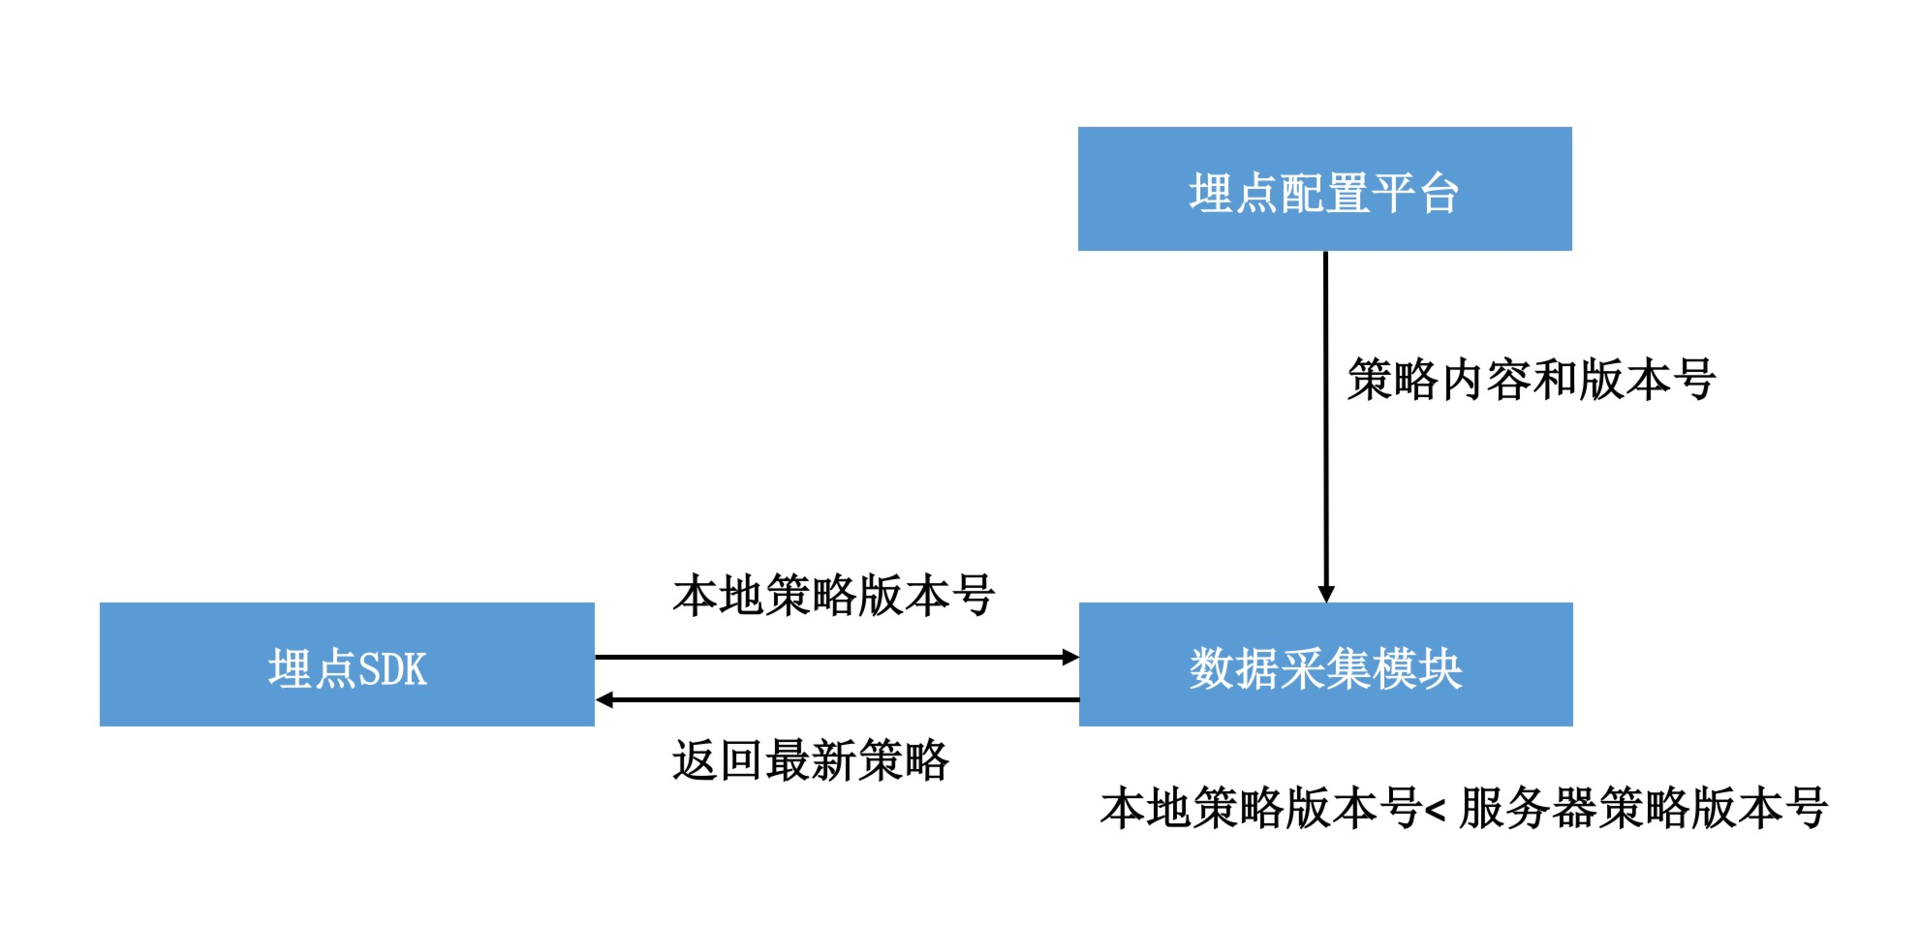 埋点配置平台
策略内容和版本号
本地策略版本号
埋点SDK
数据采集模块
返回最新策略
本地策略版本号< 服务器策略版本号